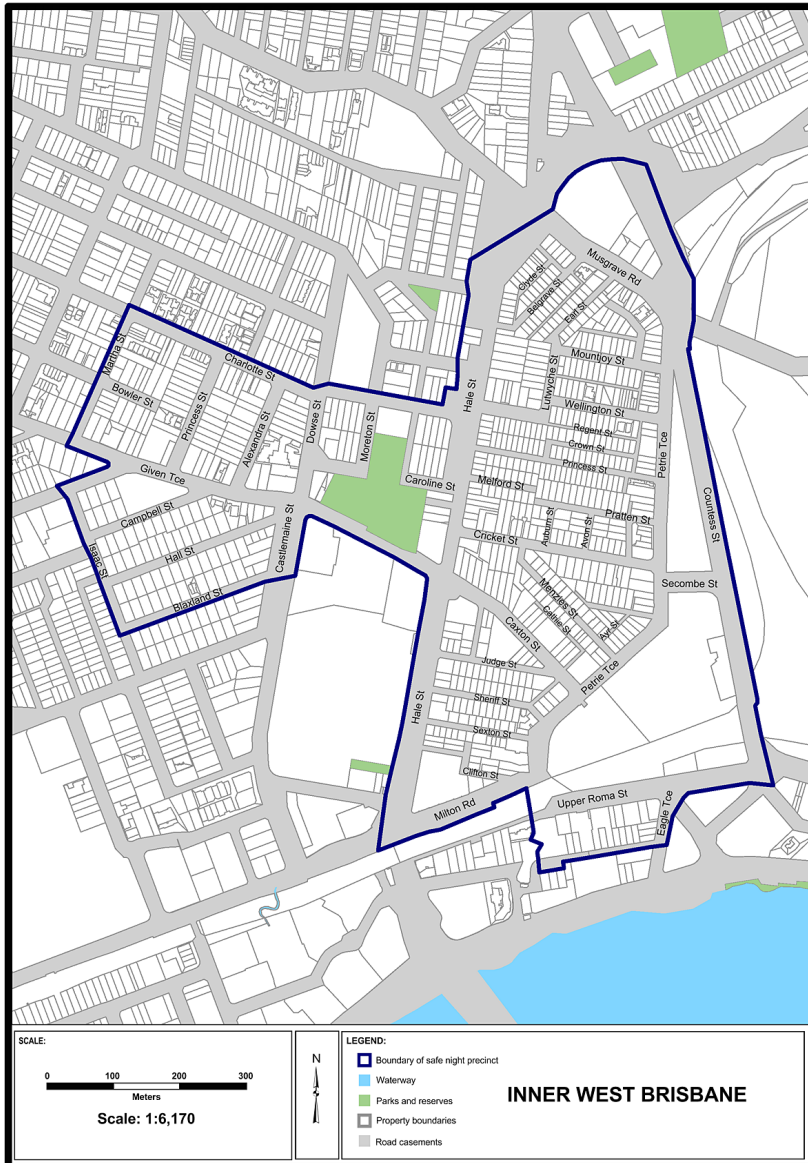 Musgrave Rd
Clyde St
Belgrave St
Earl St
Martha St
Charlotte St
Mountjoy St
Lutwyche St
Hale St
Bowler St
Princess St
Alexandra St
Dowse St
Moreton St
Wellington St
Regent St
Crown St
Princess St
Petrie Tce
Given Tce
Caroline St
Melford St
Countess St
Campbell St
Hall St
Isaac St
Castlemaine St
Auburn St
Avon St
Pratten St
Cricket St
Blaxland St
Secombe St
Menzies St
Cathie St
Ayr St
Caxton St
Judge St
Petrie Tce
Hale St
Sheriff St
Sexton St
Clifton St
Milton Rd
Upper Roma St
Eagle Tce
SCALE:
0 100 200 300
Meters
Scale: 1:6,170
N
LEGEND:
Boundary of safe night precinct
Waterway
Parks and reserves
Property boundaries
Road casements
INNER WEST BRISBANE